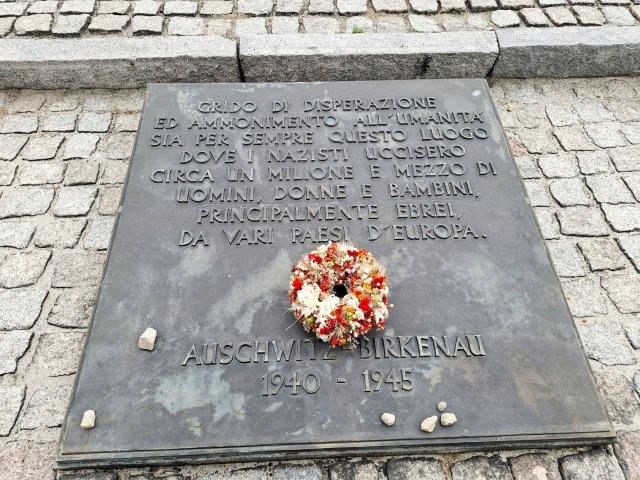 GRIDO DI DISPERAZIONE
ED AMMONIMENTO ALL'UMANITÀ
SIA PER SEMPRE QUESTO LUOGO
DOVE I NAZISTI UCCISERO
CIRCA UN MILIONE E MEZZO DI
UOMINI, DONNE E BAMBINI,
PRINCIPALMENTE EBREI,
DA VARI PAESI D'EUROPA.
AUSCHWITZ - BIRKENAU
1940 - 1945